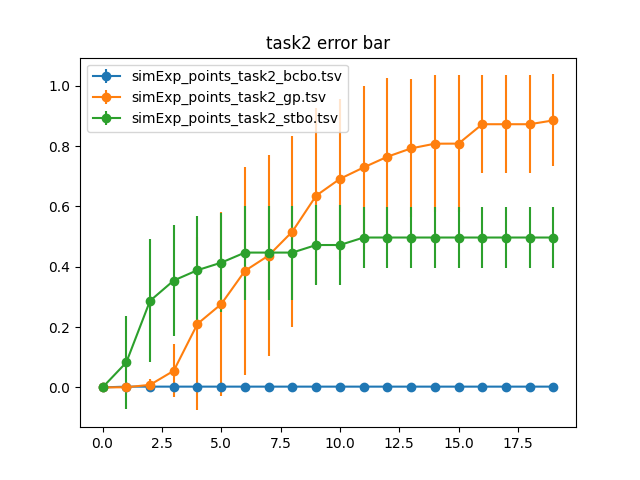 task2 error bar
simExp_points_task2_bcbo.tsv
simExp_points_task2_gp.tsv
simExp_points_task2_stbo.tsv
1.0
0.8
0.6
0.4
0.2
0.0
0.0 2.5 5.0 7.5 10.0 12.5 15.0 17.5